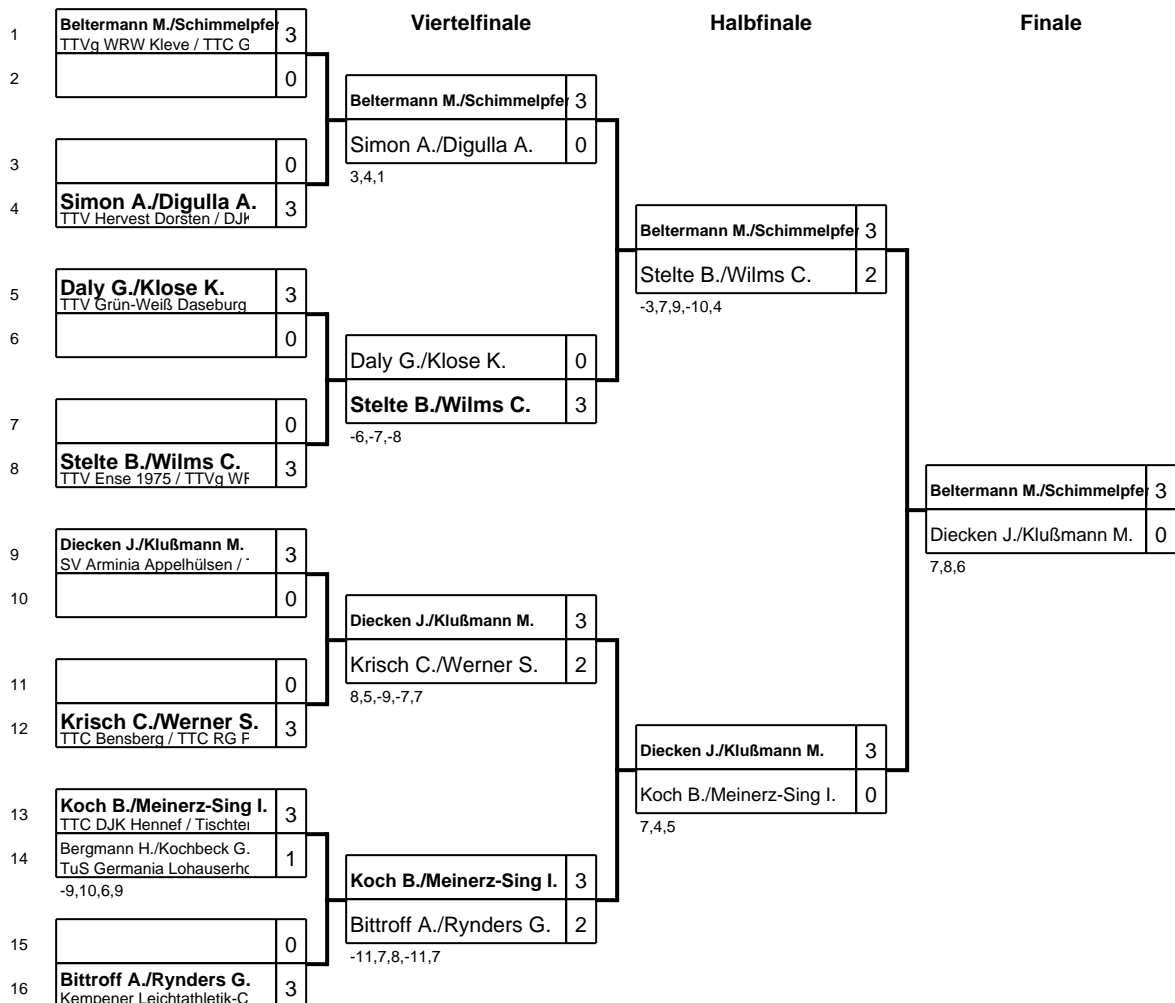 Viertelfinale
Halbfinale
Finale
1
Beltermann M./Schimmelpfe
3
TTVg WRW Kleve / TTC G
2
0
3
0
4
Simon A./Digulla A.
3
TTV Hervest Dorsten / DJK
5
Daly G./Klose K.
3
TTV Grün-Weiß Daseburg
6
0
7
0
8
Stelte B./Wilms C.
3
TTV Ense 1975 / TTVg WR
9
Diecken J./Klußmann M.
3
SV Arminia Appelhülsen /
10
0
11
0
12
Krisch C./Werner S.
3
TTC Bensberg / TTC RG P
13
Koch B./Meinerz-Sing I.
3
TTC DJK Hennef / Tischte
14
Bergmann H./Kochbeck G.
1
TuS Germania Lohauserho
-9,10,6,9
15
0
16
Bittroff A./Rynders G.
3
Kempener Leichtathletik-C
Beltermann M./Schimmelpfe
3
Simon A./Digulla A.
0
3,4,1
Daly G./Klose K.
0
Stelte B./Wilms C.
3
-6,-7,-8
Diecken J./Klußmann M.
3
Krisch C./Werner S.
2
8,5,-9,-7,7
Koch B./Meinerz-Sing I.
3
Bittroff A./Rynders G.
2
-11,7,8,-11,7
Beltermann M./Schimmelpfe
3
Stelte B./Wilms C.
2
-3,7,9,-10,4
Diecken J./Klußmann M.
3
Koch B./Meinerz-Sing I.
0
7,4,5
Beltermann M./Schimmelpfe
3
Diecken J./Klußmann M.
0
7,8,6